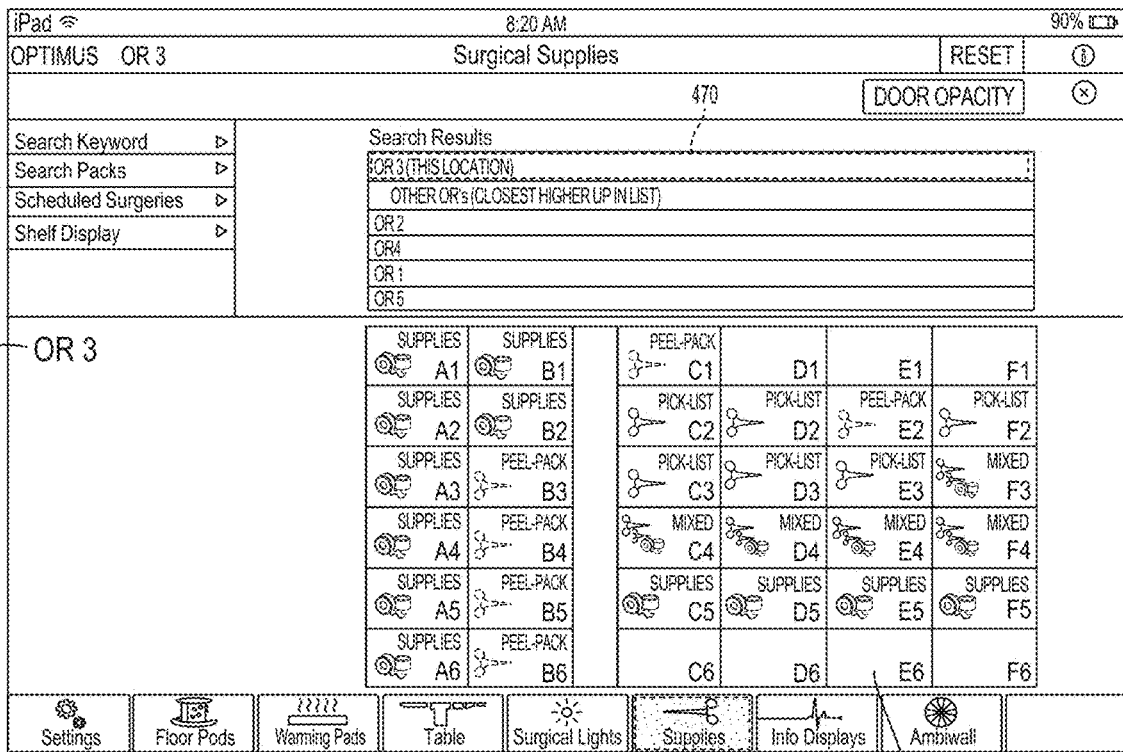 iPad 8:20 AM 90%
OPTIMUS OR 3 Surgical Supplies RESET
470 DOOR OPACITY
Search Keyword
Search Packs
Scheduled Surgeries
Shelf Display
Search Results
OR 3 (THIS LOCATION)
OTHER OR's (CLOSEST HIGHER UP IN LIST)
OR 2
OR4
OR 1
OR 5
OR 3
SUPPLIES SUPPLIES PEEL-PACK
A1 B1 C1 D1 E1 F1
SUPPLIES SUPPLIES PICK-LIST PICK-LIST PEEL-PACK PICK-LIST
A2 B2 C2 D2 E2 F2
SUPPLIES PEEL-PACK PICK-LIST PICK-LIST PICK-LIST MIXED
A3 B3 C3 D3 E3 F3
SUPPLIES PEEL-PACK MIXED MIXED MIXED MIXED
A4 B4 C4 D4 E4 F4
SUPPLIES PEEL-PACK SUPPLIES SUPPLIES SUPPLIES SUPPLIES
A5 B5 C5 D5 E5 F5
SUPPLIES PEEL-PACK
A6 B6 C6 D6 E6 F6
Settings Floor Pods Warming Pads Table Surgical Lights Supplies Info Displays Ambiwall